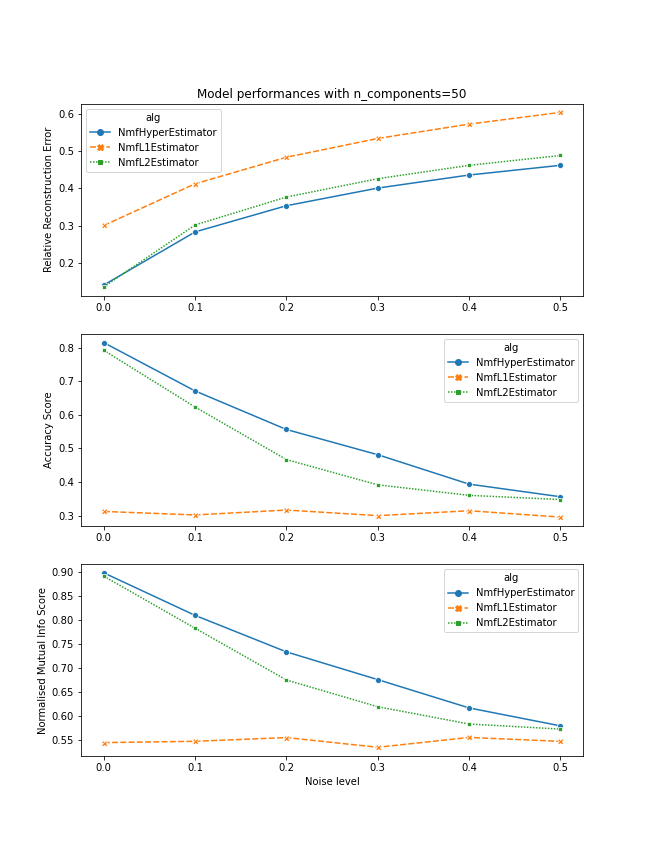 Model performances with n_components=50
Relative Reconstruction Error
0.6
0.5
0.4
0.3
0.2
alg
NmfHyperEstimator
NmfL1Estimator
NmfL2Estimator
0.0 0.1 0.2 0.3 0.4 0.5
Accuracy Score
0.8
0.7
0.6
0.5
0.4
0.3
alg
NmfHyperEstimator
NmfL1Estimator
NmfL2Estimator
0.0 0.1 0.2 0.3 0.4 0.5
Normalised Mutual Info Score
0.90
0.85
0.80
0.75
0.70
0.65
0.60
0.55
alg
NmfHyperEstimator
NmfL1Estimator
NmfL2Estimator
0.0 0.1 0.2 0.3 0.4 0.5
Noise level